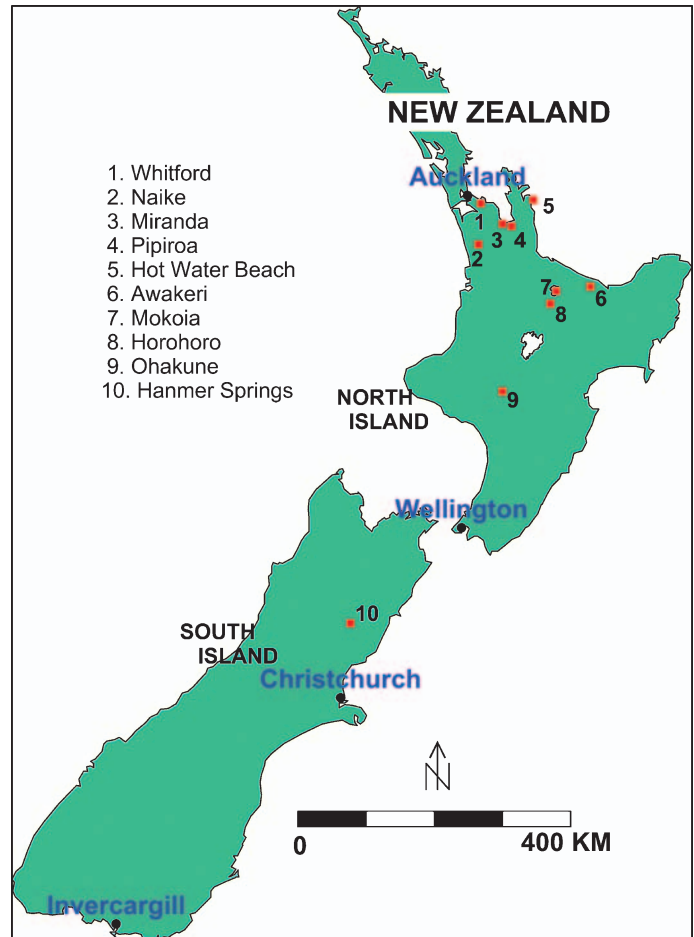 NEW ZEALAND
1. Whitford
2. Naike
3. Miranda
4. Pipiroa
5. Hot Water Beach
6. Awakeri
7. Mokoia
8. Horohoro
9. Ohakune
10. Hanmer Springs
Auckland
1
2
3
4
5
6
7
8
9
NORTH
ISLAND
Wellington
10
SOUTH
ISLAND
Christchurch
N
0
400 KM
Invercargill